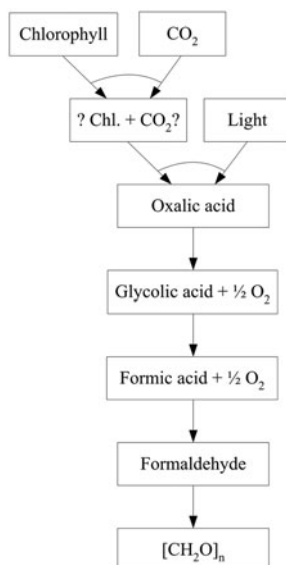 Chlorophyll
CO₂
? Chl. + CO₂?
Light
Oxalic acid
Glycolic acid + ½ O₂
Formic acid + ½ O₂
Formaldehyde
[CH₂O]ₙ